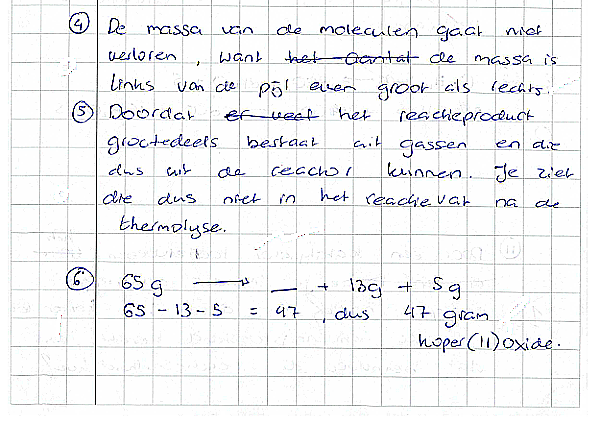 ④ De massa van de moleculen gaat niet
verloren, want het aantal de massa is
links van de pijl even groot als rechts.
⑤ Doordat er veel het reactieproduct
grootedeels bestaat uit gassen en die
dus uit de reactor kunnen. Je ziet
die dus niet in het reactievat na de
thermolyse.
⑥ 65 g ⟶ __ + 13g + 5g
65 - 13 - 5 = 47, dus 47 gram
koper(II)oxide.